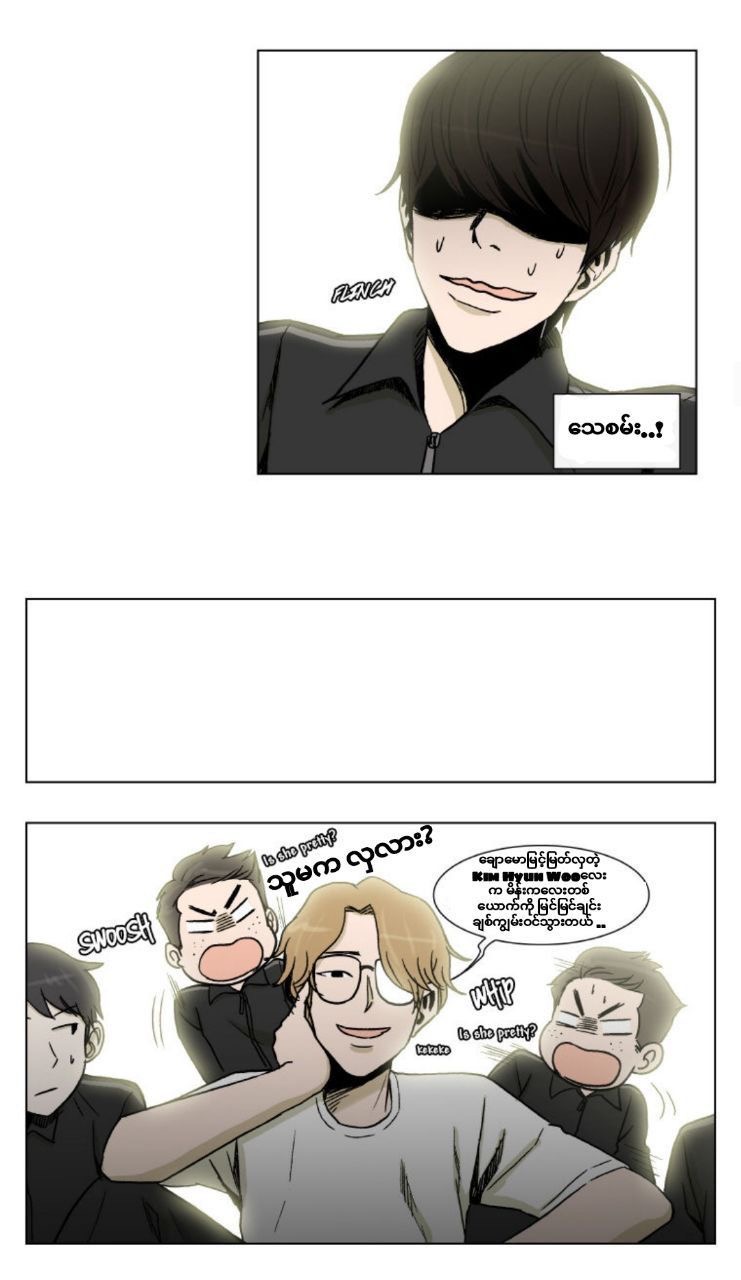 FLINCH
သေစမ်း..!
Is she pretty?
သူမက လှလား?
ချောမောမြင့်မြတ်လှတဲ့
Kim Hyun Wooလေး
က မိန်းကလေးတစ်
ယောက်ကို မြင်မြင်ချင်း
ချစ်ကျွမ်းဝင်သွားတယ် ..
SWOOSH
WHIP
Is she pretty?
kekeke